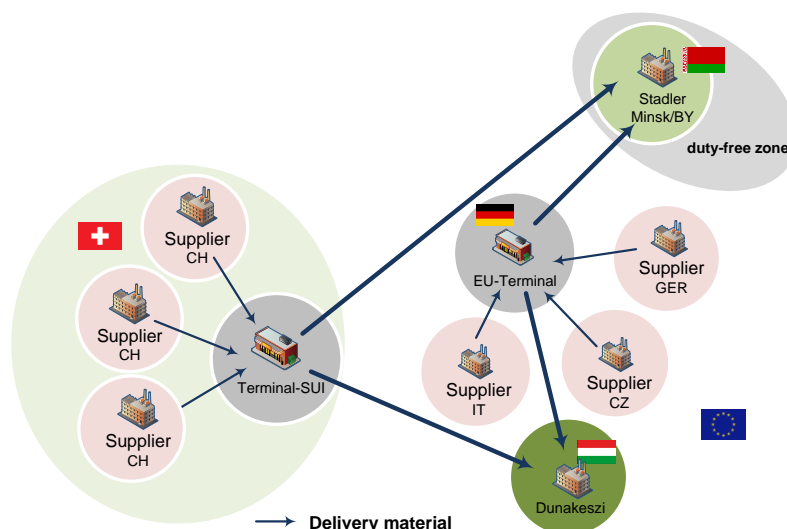 Stadler
Minsk/BY
duty-free zone
Supplier
CH
Supplier
CH
Supplier
CH
Terminal-SUI
EU-Terminal
Supplier
GER
Supplier
IT
Supplier
CZ
Dunakeszi
Delivery material